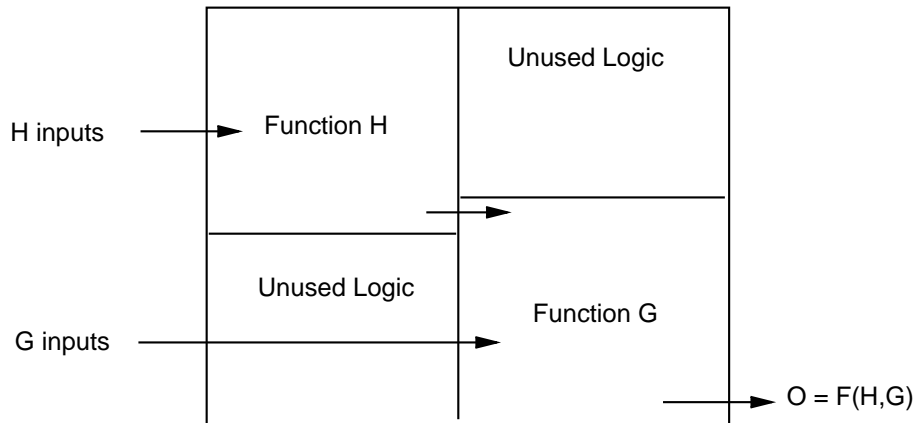 Unused Logic
H inputs
Function H
Unused Logic
Function G
G inputs
O = F(H,G)